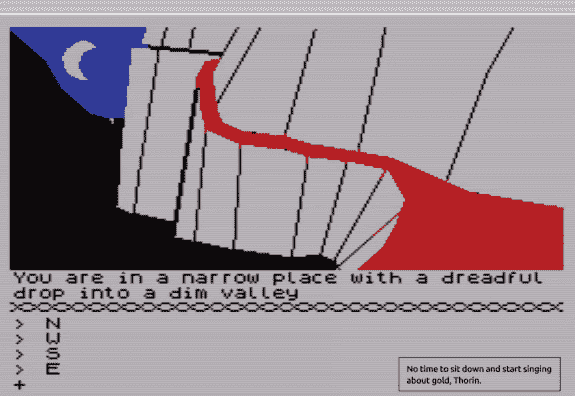 You are in a narrow place with a dreadful
drop into a dim valley
> N
> W
> S
> E
+
No time to sit down and start singing
about gold, Thorin.